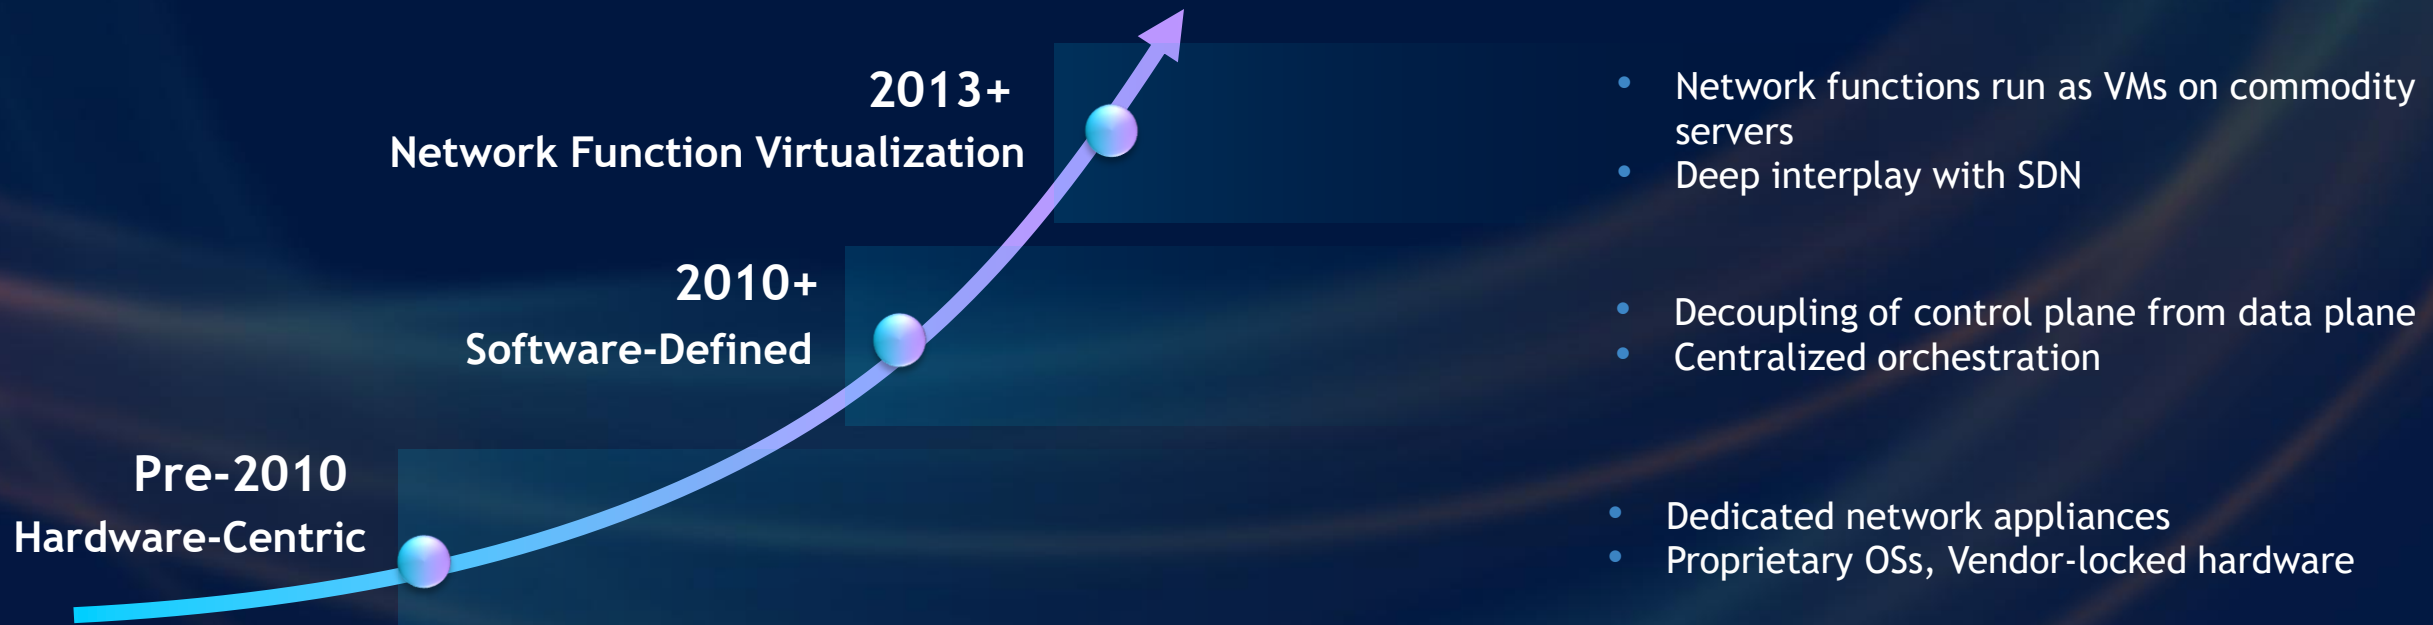 2013+
Network Function Virtualization
• Network functions run as VMs on commodity
servers
• Deep interplay with SDN
2010+
Software-Defined
• Decoupling of control plane from data plane
• Centralized orchestration
Pre-2010
Hardware-Centric
• Dedicated network appliances
• Proprietary OSs, Vendor-locked hardware